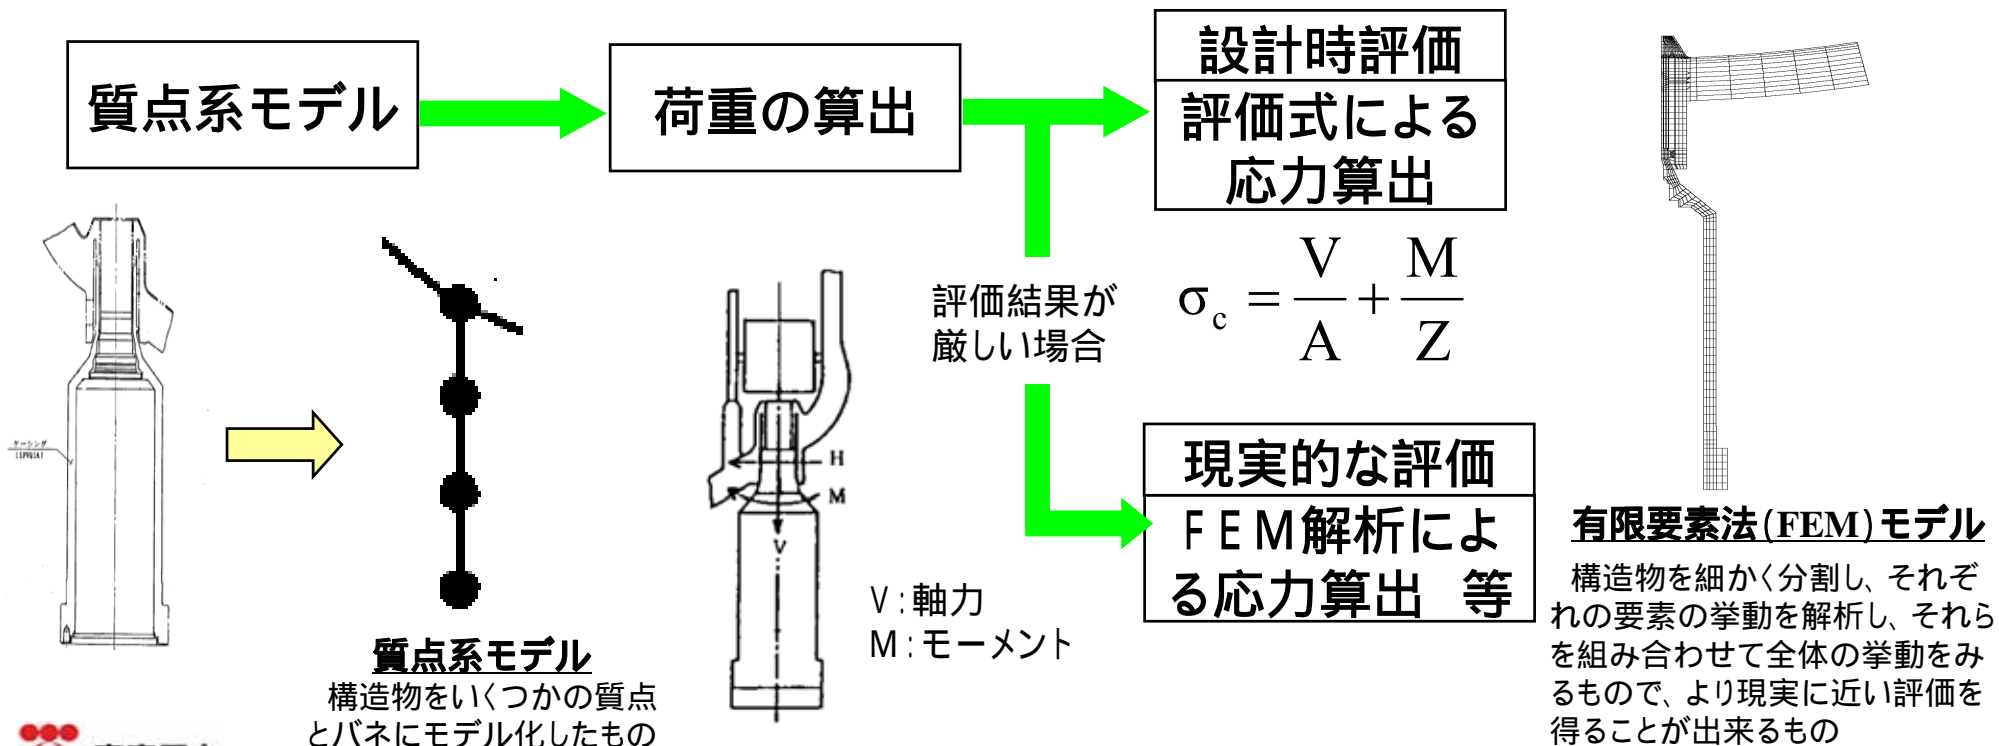 質点系モデル
荷重の算出
設計時評価
評価式による
応力算出
σc = V/A + M/Z
評価結果が
厳しい場合
現実的な評価
FEM解析によ
る応力算出 等
ケーシング
H
M
V
V:軸力
M:モーメント
質点系モデル
構造物をいくつかの質点
とバネにモデル化したもの
有限要素法(FEM)モデル
構造物を細かく分割し、それぞ
れの要素の挙動を解析し、それら
を組み合わせて全体の挙動をみ
るもので、より現実に近い評価を
得ることが出来るもの